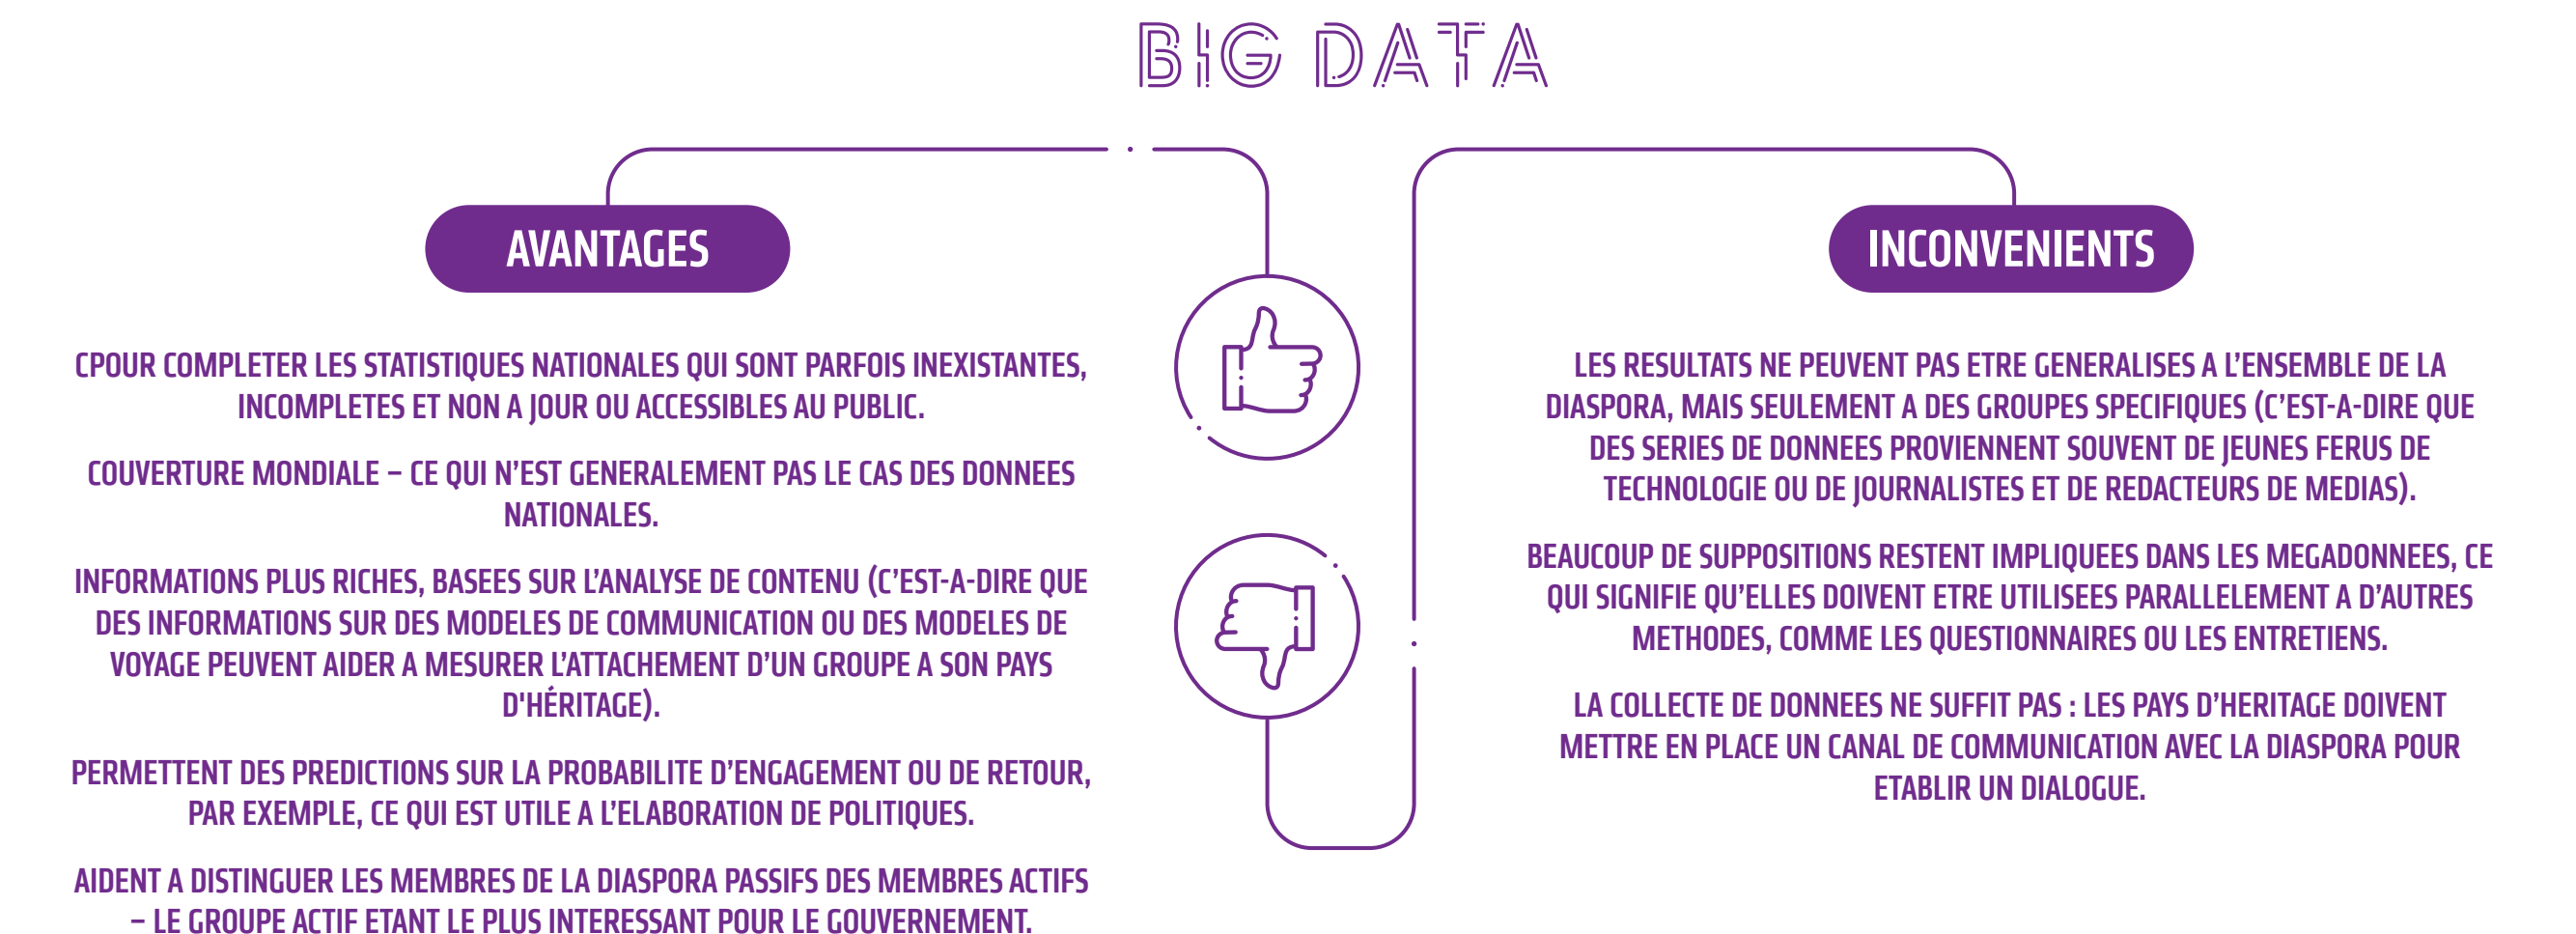 BIG DATA
AVANTAGES
CPOUR COMPLETER LES STATISTIQUES NATIONALES QUI SONT PARFOIS INEXISTANTES,
INCOMPLETES ET NON A JOUR OU ACCESSIBLES AU PUBLIC.
COUVERTURE MONDIALE – CE QUI N’EST GENERALEMENT PAS LE CAS DES DONNEES
NATIONALES.
INFORMATIONS PLUS RICHES, BASEES SUR L’ANALYSE DE CONTENU (C’EST-A-DIRE QUE
DES INFORMATIONS SUR DES MODELES DE COMMUNICATION OU DES MODELES DE
VOYAGE PEUVENT AIDER A MESURER L’ATTACHEMENT D’UN GROUPE A SON PAYS
D'HÉRITAGE).
PERMETTENT DES PREDICTIONS SUR LA PROBABILITE D’ENGAGEMENT OU DE RETOUR,
PAR EXEMPLE, CE QUI EST UTILE A L’ELABORATION DE POLITIQUES.
AIDENT A DISTINGUER LES MEMBRES DE LA DIASPORA PASSIFS DES MEMBRES ACTIFS
– LE GROUPE ACTIF ETANT LE PLUS INTERESSANT POUR LE GOUVERNEMENT.
INCONVENIENTS
LES RESULTATS NE PEUVENT PAS ETRE GENERALISES A L’ENSEMBLE DE LA
DIASPORA, MAIS SEULEMENT A DES GROUPES SPECIFIQUES (C’EST-A-DIRE QUE
DES SERIES DE DONNEES PROVIENNENT SOUVENT DE JEUNES FERUS DE
TECHNOLOGIE OU DE JOURNALISTES ET DE REDACTEURS DE MEDIAS).
BEAUCOUP DE SUPPOSITIONS RESTENT IMPLIQUEES DANS LES MEGADONNEES, CE
QUI SIGNIFIE QU’ELLES DOIVENT ETRE UTILISEES PARALLELEMENT A D’AUTRES
METHODES, COMME LES QUESTIONNAIRES OU LES ENTRETIENS.
LA COLLECTE DE DONNEES NE SUFFIT PAS : LES PAYS D’HERITAGE DOIVENT
METTRE EN PLACE UN CANAL DE COMMUNICATION AVEC LA DIASPORA POUR
ETABLIR UN DIALOGUE.